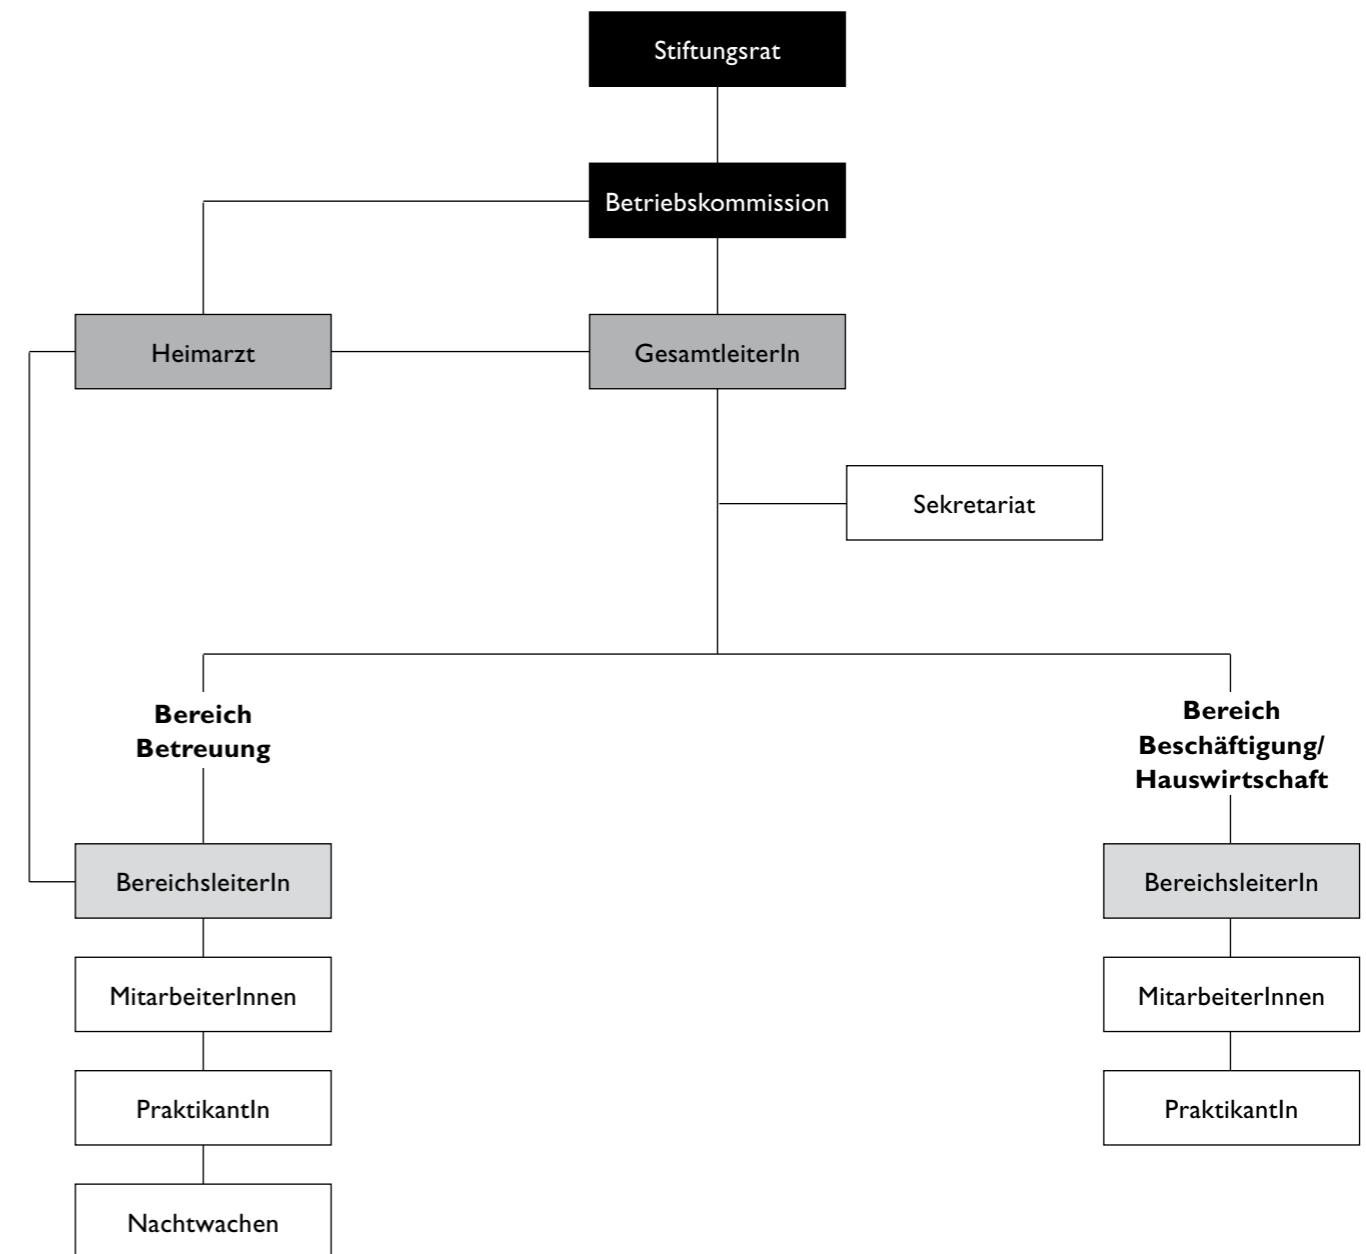 Stiftungsrat
Betriebskommission
Heimarzt
GesamtleiterIn
Sekretariat
Bereich
Betreuung
Bereich
Beschäftigung/
Hauswirtschaft
BereichsleiterIn
BereichsleiterIn
MitarbeiterInnen
MitarbeiterInnen
PraktikantIn
PraktikantIn
Nachtwachen